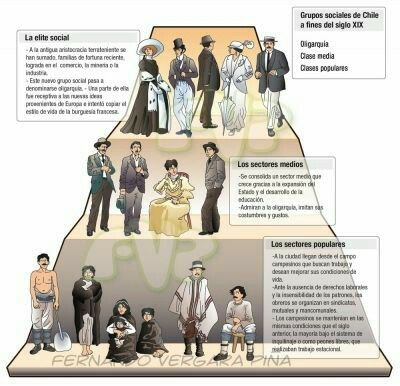 La elite social
- A la antigua aristocracia terrateniente se
han sumado, familias de fortuna reciente,
lograda en el comercio, la minería o la
industria.
- Este nuevo grupo social pasa a
denominarse oligarquía. - Una parte de ella
fue receptiva a las nuevas ideas
provenientes de Europa e intentó copiar el
estilo de vida de la burguesía francesa.
Grupos sociales de Chile
a fines del siglo XIX
Oligarquía
Clase media
Clases populares
Los sectores medios
-Se consolida un sector medio que
crece gracias a la expansión del
Estado y el desarrollo de la
educación.
-Admiran a la oligarquía, imitan sus
costumbres y gustos.
Los sectores populares
-A la ciudad llegan desde el campo
campesinos que buscan trabajo y
desean mejorar sus condiciones de
vida.
-Ante la ausencia de derechos laborales
y la insensibilidad de los patrones, los
obreros se organizan en sindicatos,
mutuales y mancomunales.
- Los campesinos se mantenían en las
mismas condiciones que el siglo
anterior, la mayoría bajo el sistema de
inquilinaje o como peones libres, que
realizaban trabajo estacional.
FERNANDO VERGARA PIÑA